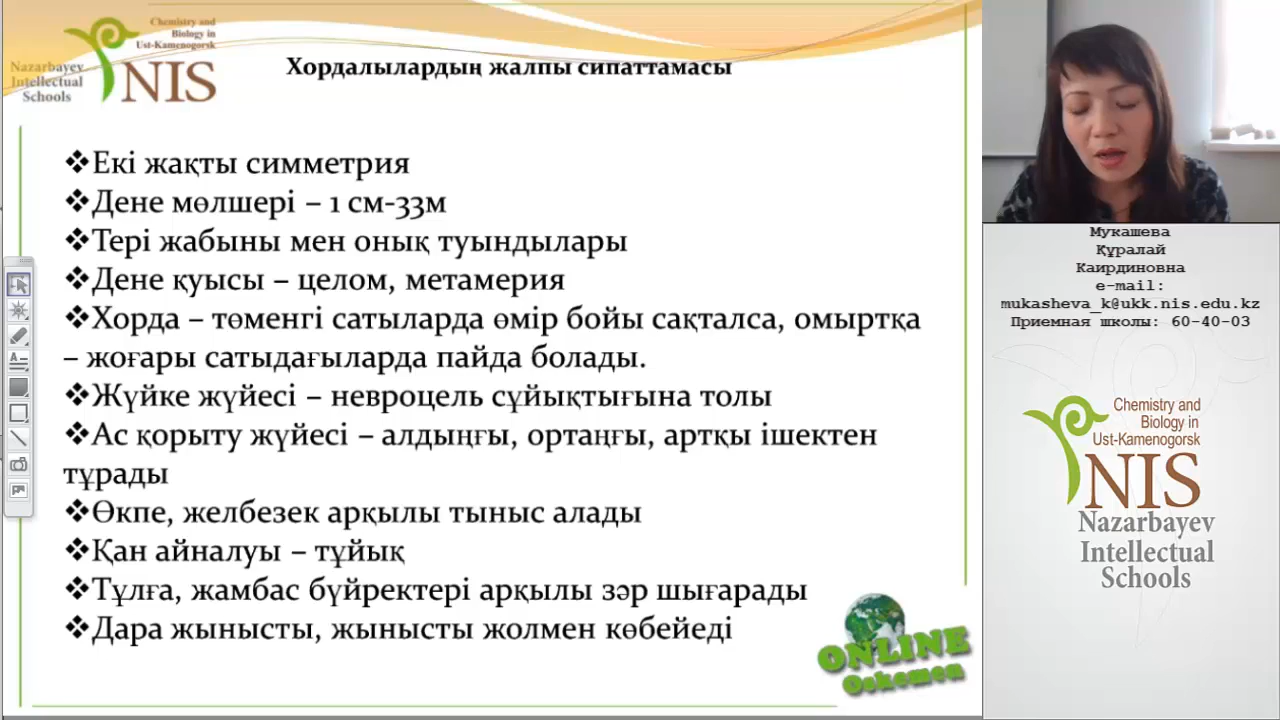 Chemistry and
Biology in
Ust-Kamenogorsk
Nazarbayev
Intellectual
Schools
NIS
Хордалылардың жалпы сипаттамасы
❖Екі жақты симметрия
❖Дене мөлшері – 1 см-33м
❖Тері жабыны мен онық туындылары
❖Дене қуысы – целом, метамерия
❖Хорда – төменгі сатыларда өмір бойы сақталса, омыртқа
– жоғары сатыдағыларда пайда болады.
❖Жүйке жүйесі – невроцель сұйықтығына толы
❖Ас қорыту жүйесі – алдыңғы, ортаңғы, артқы ішектен
тұрады
❖Өкпе, желбезек арқылы тыныс алады
❖Қан айналуы – тұйық
❖Тұлға, жамбас бүйректері арқылы зәр шығарады
❖Дара жынысты, жынысты жолмен көбейеді
ONLINE
Oskemen
Мукашева
Құралай
Каирдиновна
e-mail:
mukasheva_k@ukk.nis.edu.kz
Приемная школы: 60-40-03
Chemistry and
Biology in
Ust-Kamenogorsk
NIS
Nazarbayev
Intellectual
Schools